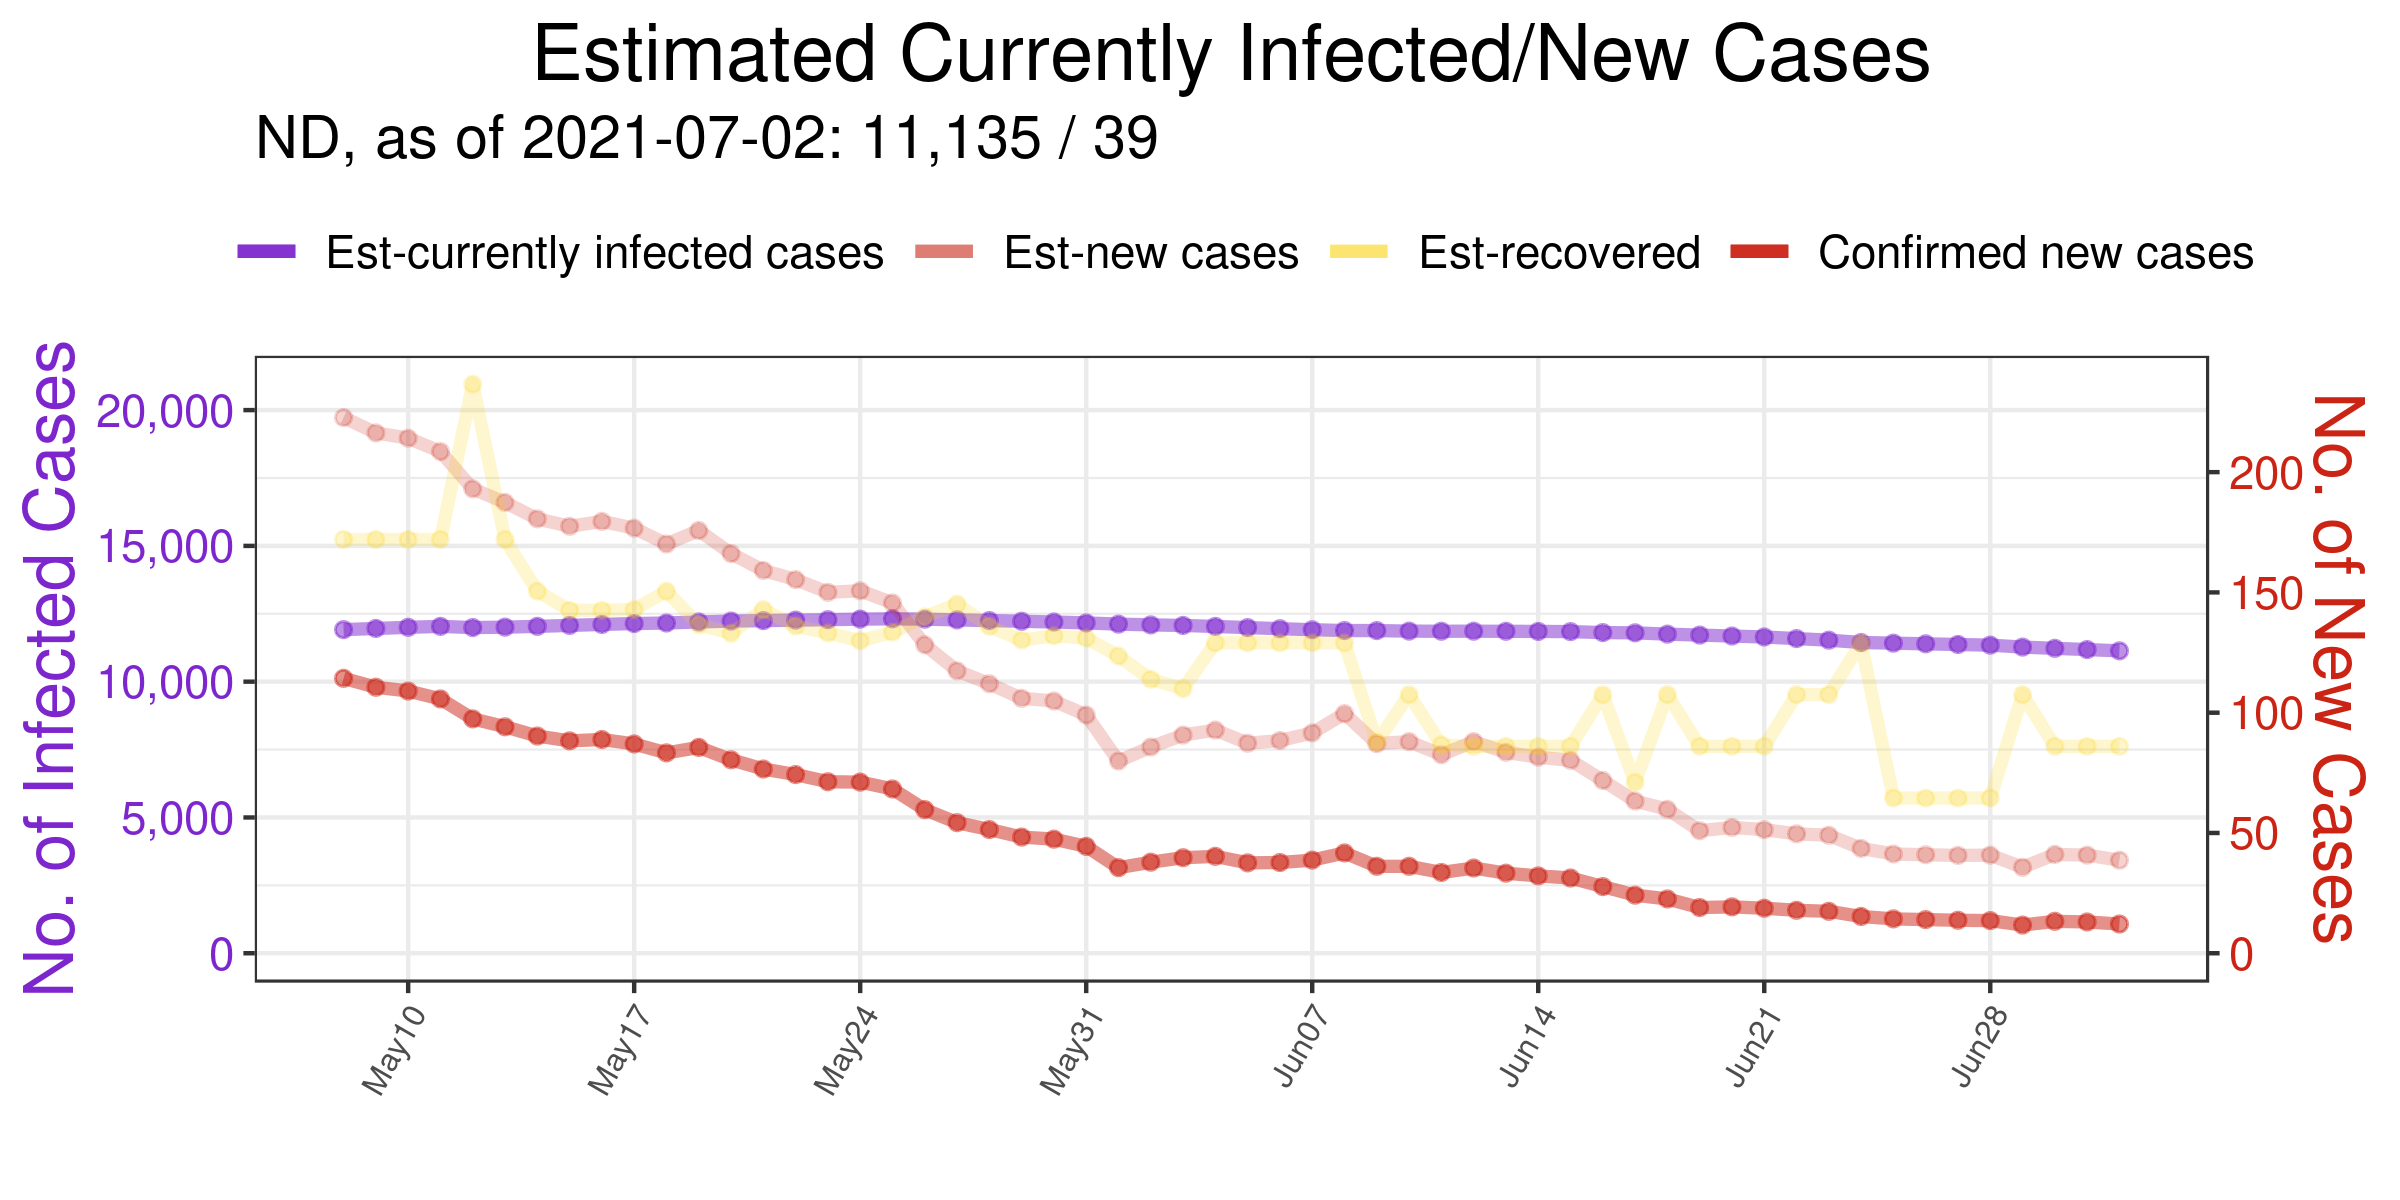 Estimated Currently Infected/New Cases
ND, as of 2021-07-02: 11,135 / 39
Est-currently infected cases Est-new cases Est-recovered Confirmed new cases
No. of Infected Cases
20,000
15,000
10,000
5,000
0
200
150
100
50
0
No. of New Cases
May10 May17 May24 May31 Jun07 Jun14 Jun21 Jun28